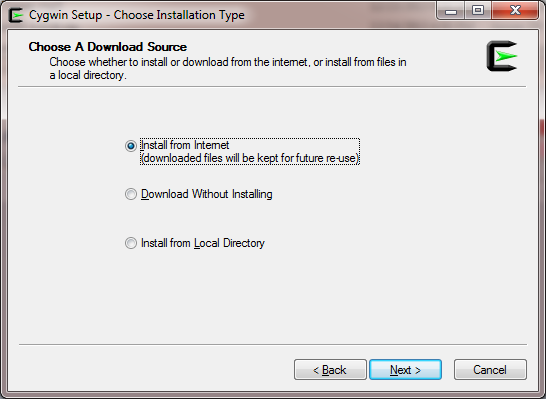 Cygwin Setup - Choose Installation Type
Choose A Download Source
Choose whether to install or download from the internet, or install from files in
a local directory.
Install from Internet
(downloaded files will be kept for future re-use)
Download Without Installing
Install from Local Directory
< Back
Next >
Cancel